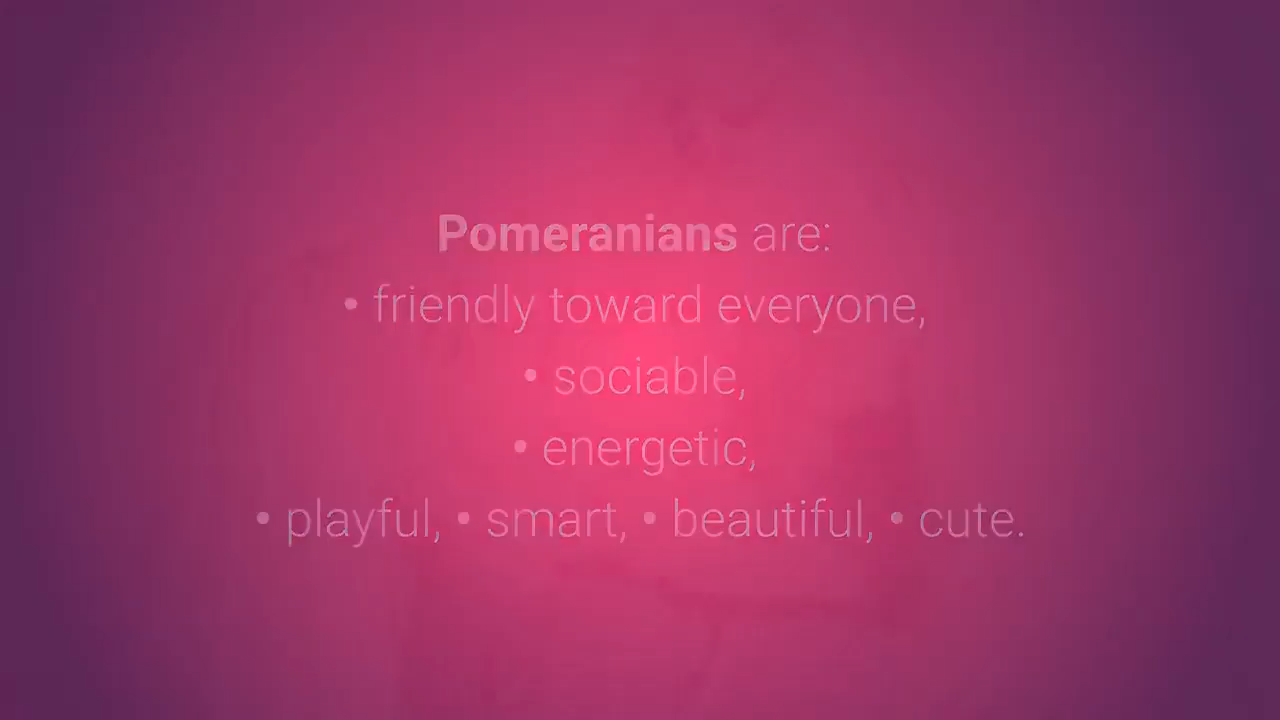 Pomeranians are:
• friendly toward everyone,
• sociable,
• energetic,
• playful, • smart, • beautiful, • cute.